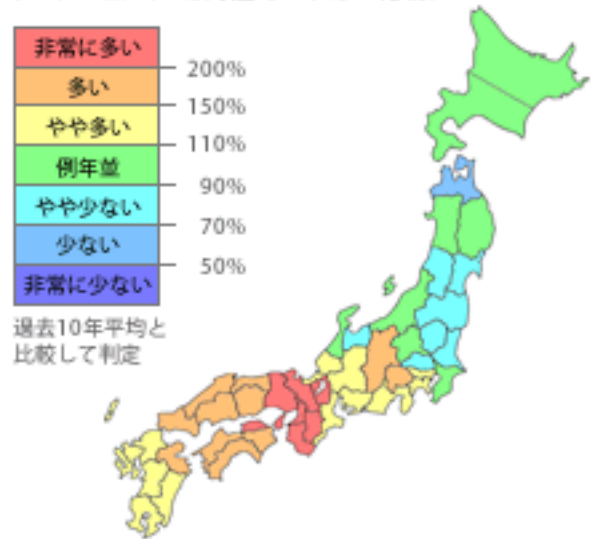 非常に多い
200%
多い
150%
やや多い
110%
例年並
90%
やや少ない
70%
少ない
50%
非常に少ない
過去10年平均と
比較して判定